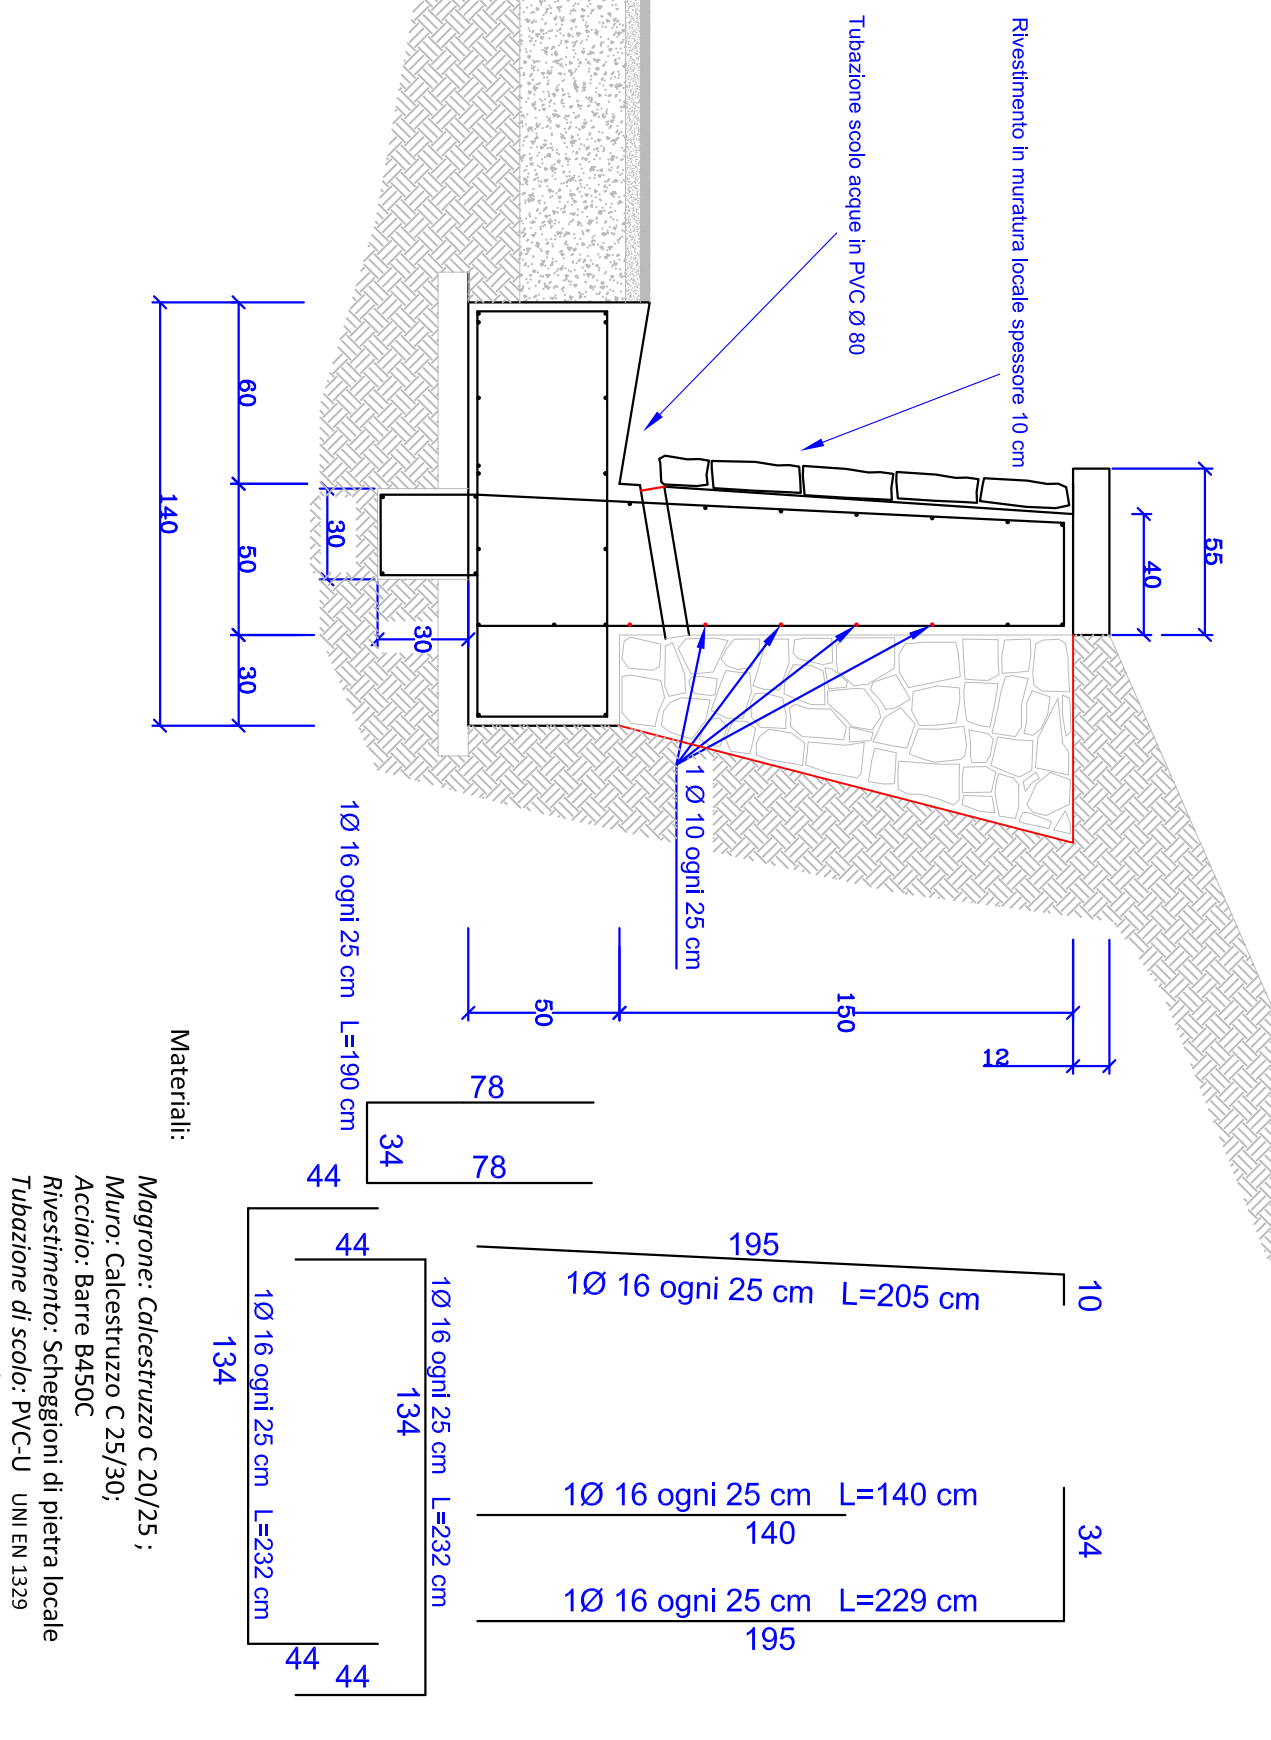 Rivestimento in muratura locale spessore 10 cm
Tubazione scolo acque in PVC Ø 80
55
40
60
50
30
140
30
30
1 Ø 10 ogni 25 cm
50
150
12
1Ø 16 ogni 25 cm L=190 cm
78
34
78
44
44
1Ø 16 ogni 25 cm L=232 cm
134
44
1Ø 16 ogni 25 cm L=232 cm
134
44
195
10
1Ø 16 ogni 25 cm L=205 cm
1Ø 16 ogni 25 cm L=140 cm
140
34
1Ø 16 ogni 25 cm L=229 cm
195
Materiali:
Magrone: Calcestruzzo C 20/25 ;
Muro: Calcestruzzo C 25/30;
Acciaio: Barre B450C
Rivestimento: Scheggioni di pietra locale
Tubazione di scolo: PVC-U UNI EN 1329